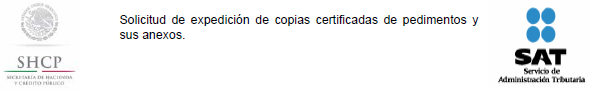 Solicitud de expedición de copias certificadas de pedimentos y
sus anexos.
SHCP
SECRETARÍA DE HACIENDA
Y CRÉDITO PÚBLICO
SAT
Servicio de
Administración Tributaria